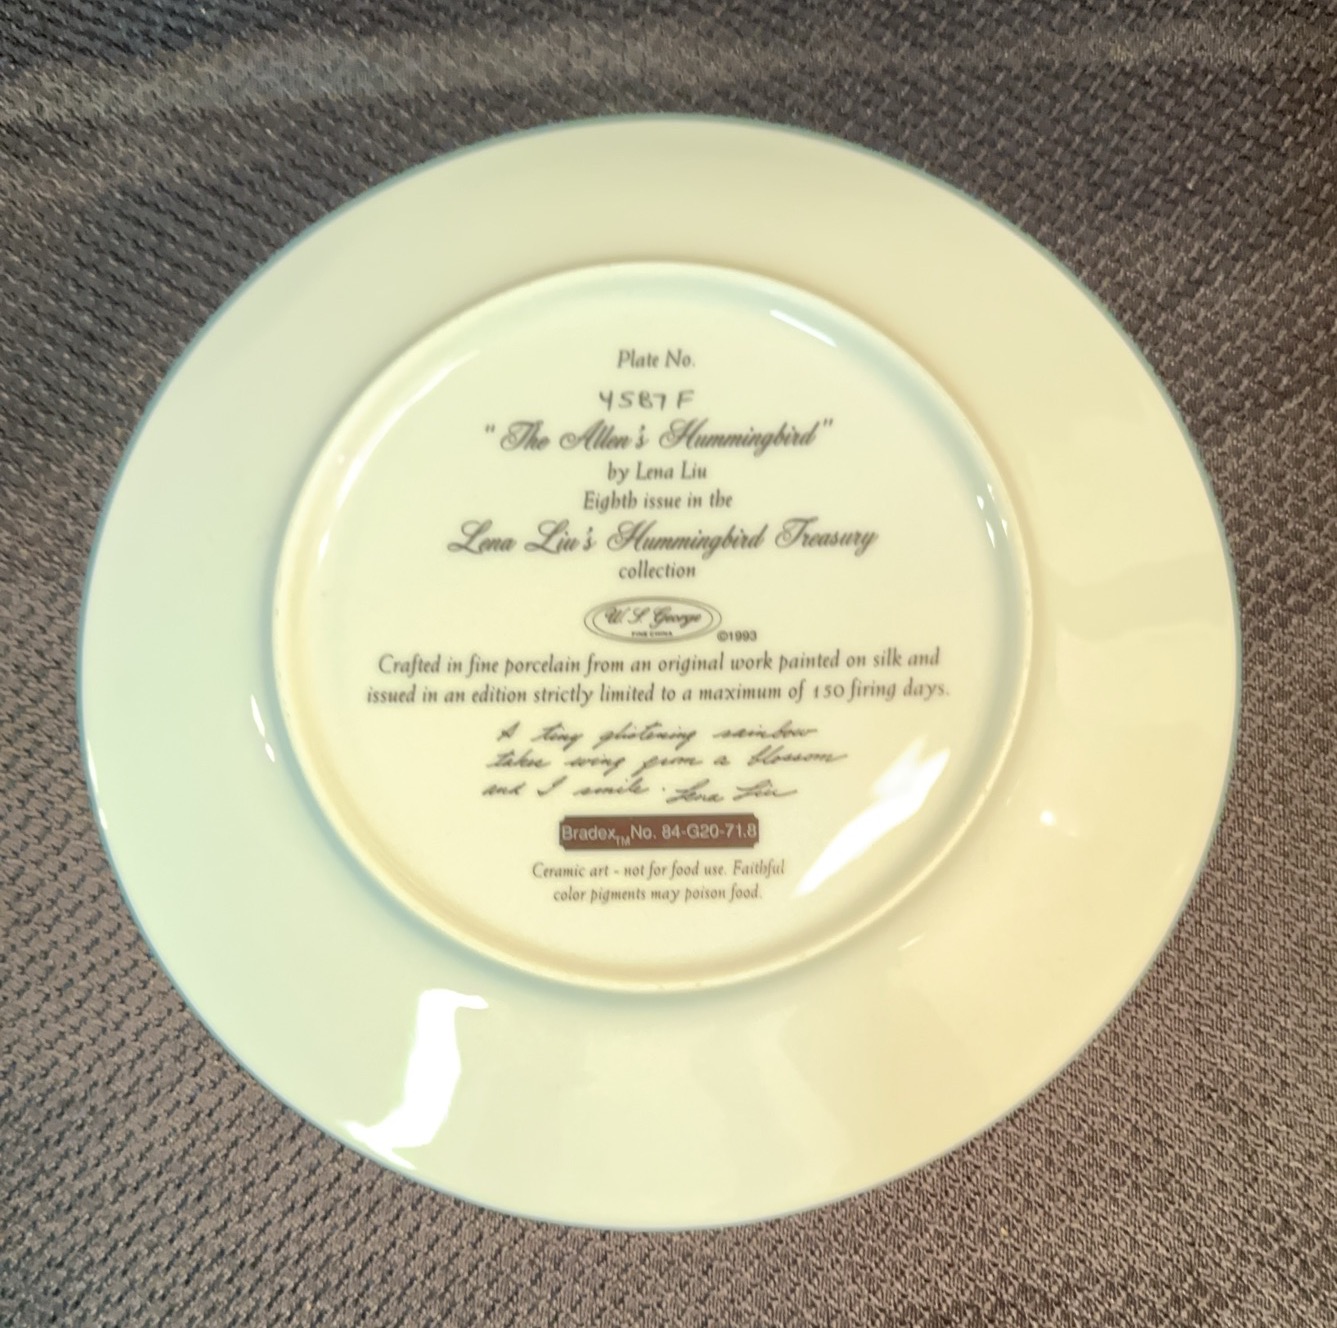 Plate No.
4587F
"The Allen's Hummingbird"
by Lena Liu
Eighth issue in the
Lena Liu's Hummingbird Treasury
collection
W. S. George
FINE CHINA
©1993
Crafted in fine porcelain from an original work painted on silk and
issued in an edition strictly limited to a maximum of 150 firing days.
A tiny glistening rainbow
takes wing from a blossom
and I smile. Lena Liu
Bradex™ No. 84-G20-71.8
Ceramic art - not for food use. Faithful
color pigments may poison food.